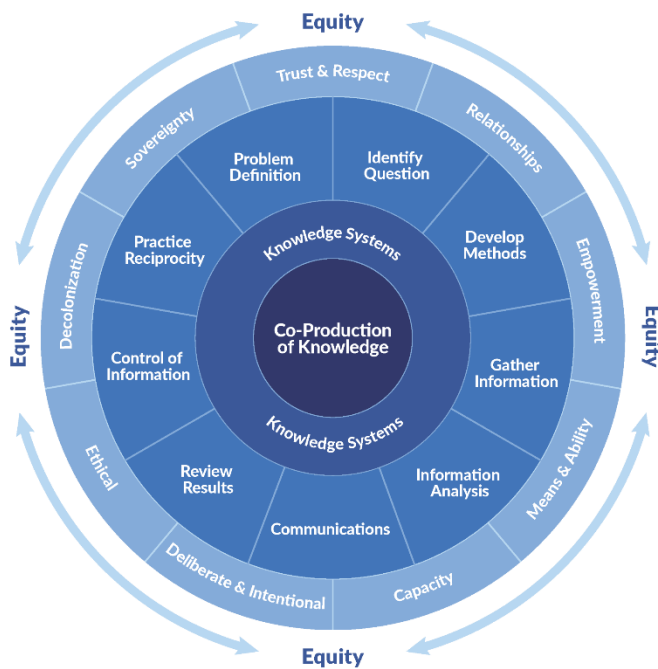 Equity
Trust & Respect
Relationships
Empowerment
Means & Ability
Capacity
Deliberate & Intentional
Ethical
Decolonization
Sovereignty
Equity
Equity
Equity
Identify
Question
Develop
Methods
Gather
Information
Information
Analysis
Communications
Review
Results
Control of
Information
Practice
Reciprocity
Problem
Definition
Knowledge Systems
Co-Production
of Knowledge
Knowledge Systems